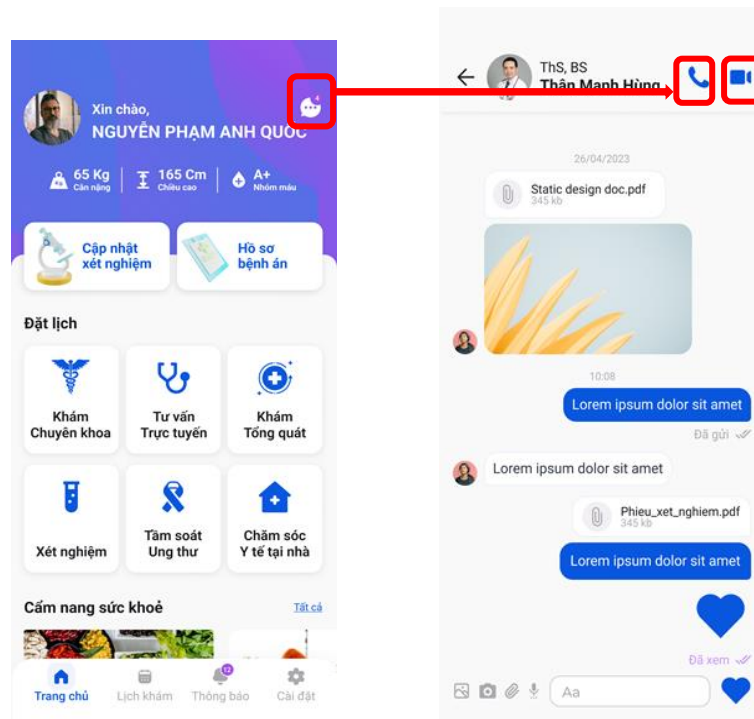 Xin chào,
NGUYỄN PHẠM ANH QUỐC
4
65 Kg
Cân nặng
165 Cm
Chiều cao
A+
Nhóm máu
Cập nhật
xét nghiệm
Hồ sơ
bệnh án
Đặt lịch
Khám
Chuyên khoa
Tư vấn
Trực tuyến
Khám
Tổng quát
Xét nghiệm
Tầm soát
Ung thư
Chăm sóc
Y tế tại nhà
Cẩm nang sức khoẻ
Tất cả
12
Trang chủ
Lịch khám
Thông báo
Cài đặt
ThS, BS
Thân Mạnh Hùng
26/04/2023
Static design doc.pdf
345 kb
10:08
Lorem ipsum dolor sit amet
Đã gửi
Lorem ipsum dolor sit amet
Phieu_xet_nghiem.pdf
345 kb
Lorem ipsum dolor sit amet
Đã xem
Aa